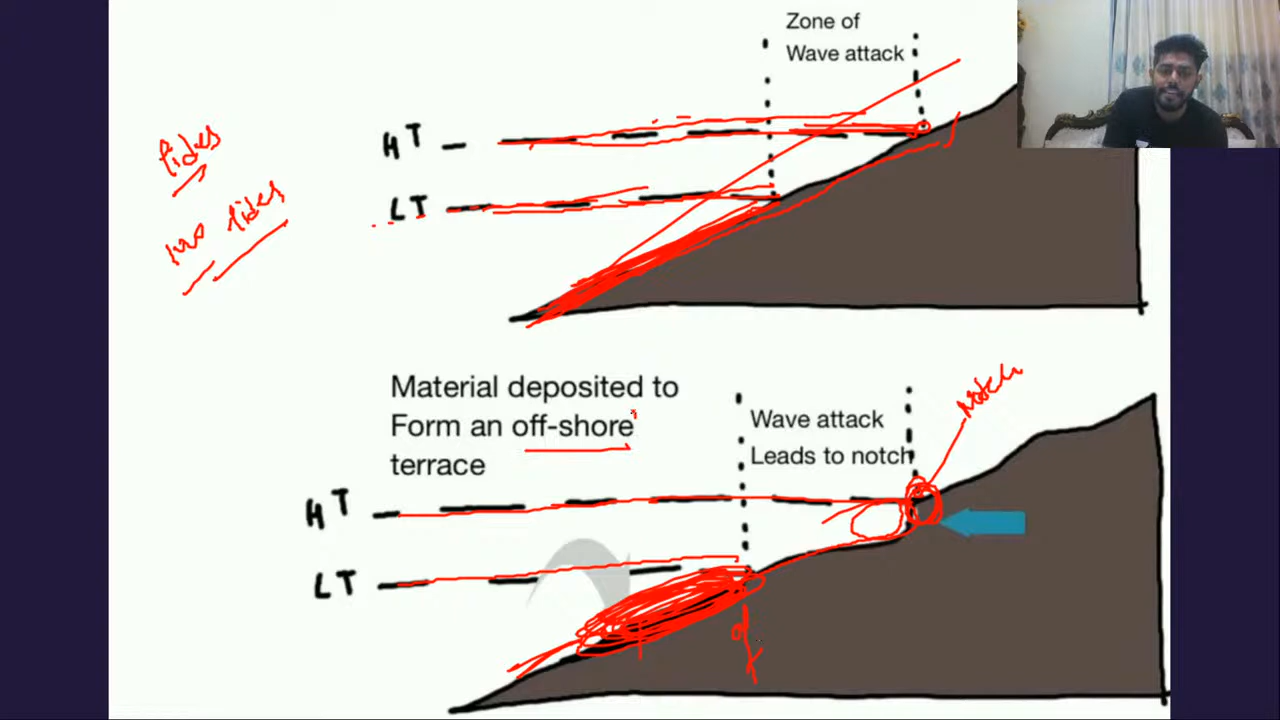 Zone of
Wave attack
HT
LT
tides
tides
Material deposited to
Form an off-shore
terrace
Wave attack
Leads to notch
Notch
HT
LT